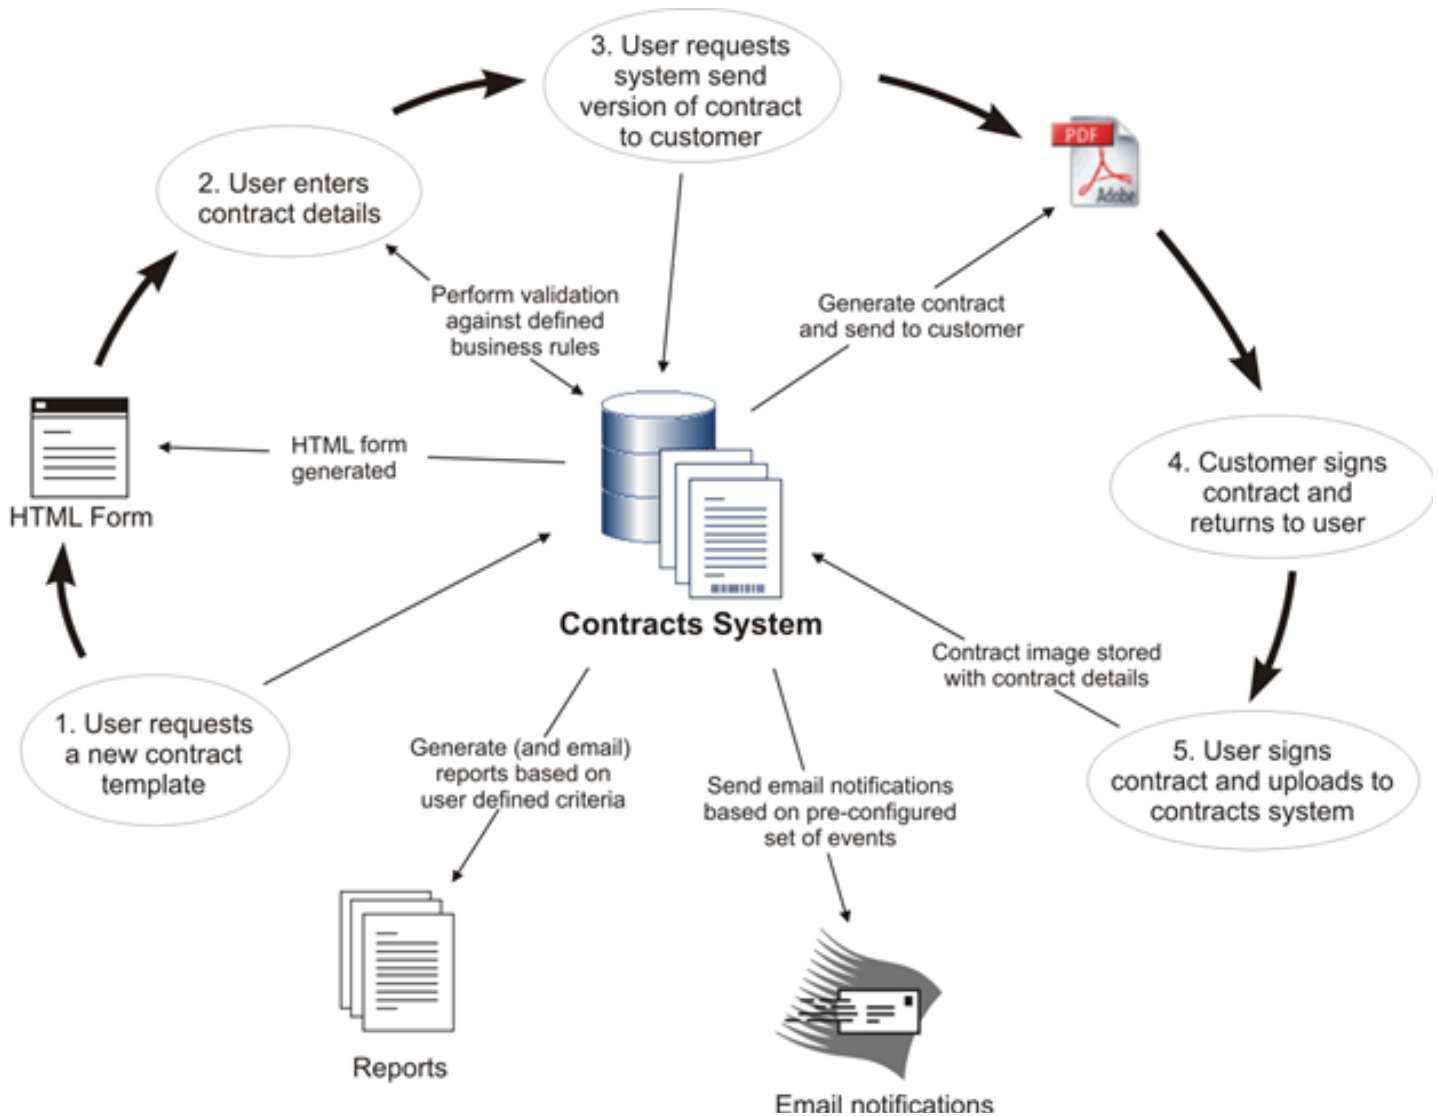 3. User requests
system send
version of contract
to customer
PDF
Adobe
2. User enters
contract details
Perform validation
against defined
business rules
Generate contract
and send to customer
HTML form
generated
HTML Form
4. Customer signs
contract and
returns to user
Contracts System
Contract image stored
with contract details
1. User requests
a new contract
template
Generate (and email)
reports based on
user defined criteria
Send email notifications
based on pre-configured
set of events
5. User signs
contract and uploads to
contracts system
Reports
Email notifications